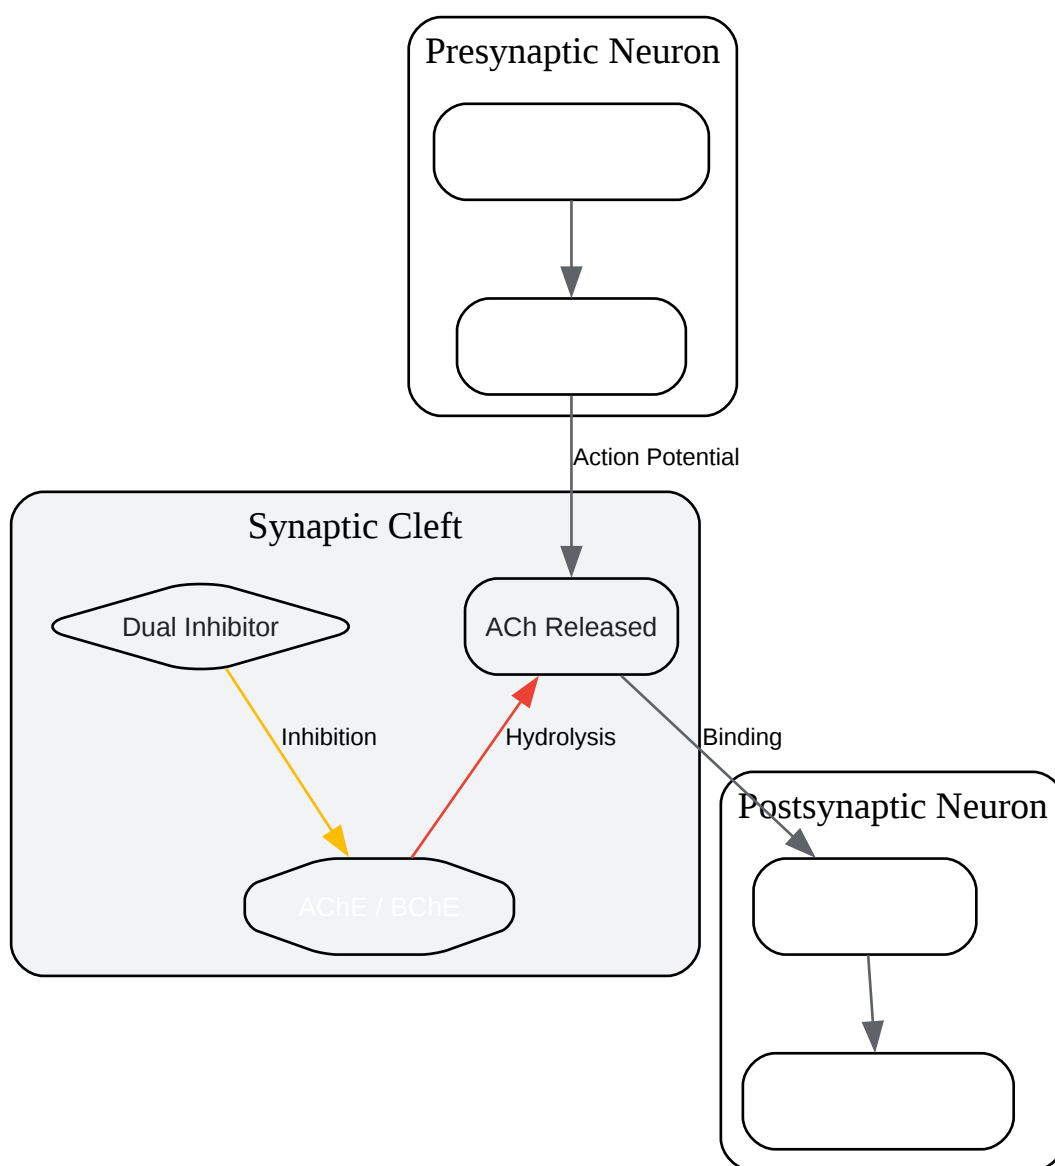 Presynaptic Neuron
Action Potential
Synaptic Cleft
Dual Inhibitor
ACh Released
Inhibition
Hydrolysis
Binding
Postsynaptic Neuron
AChE / BChE